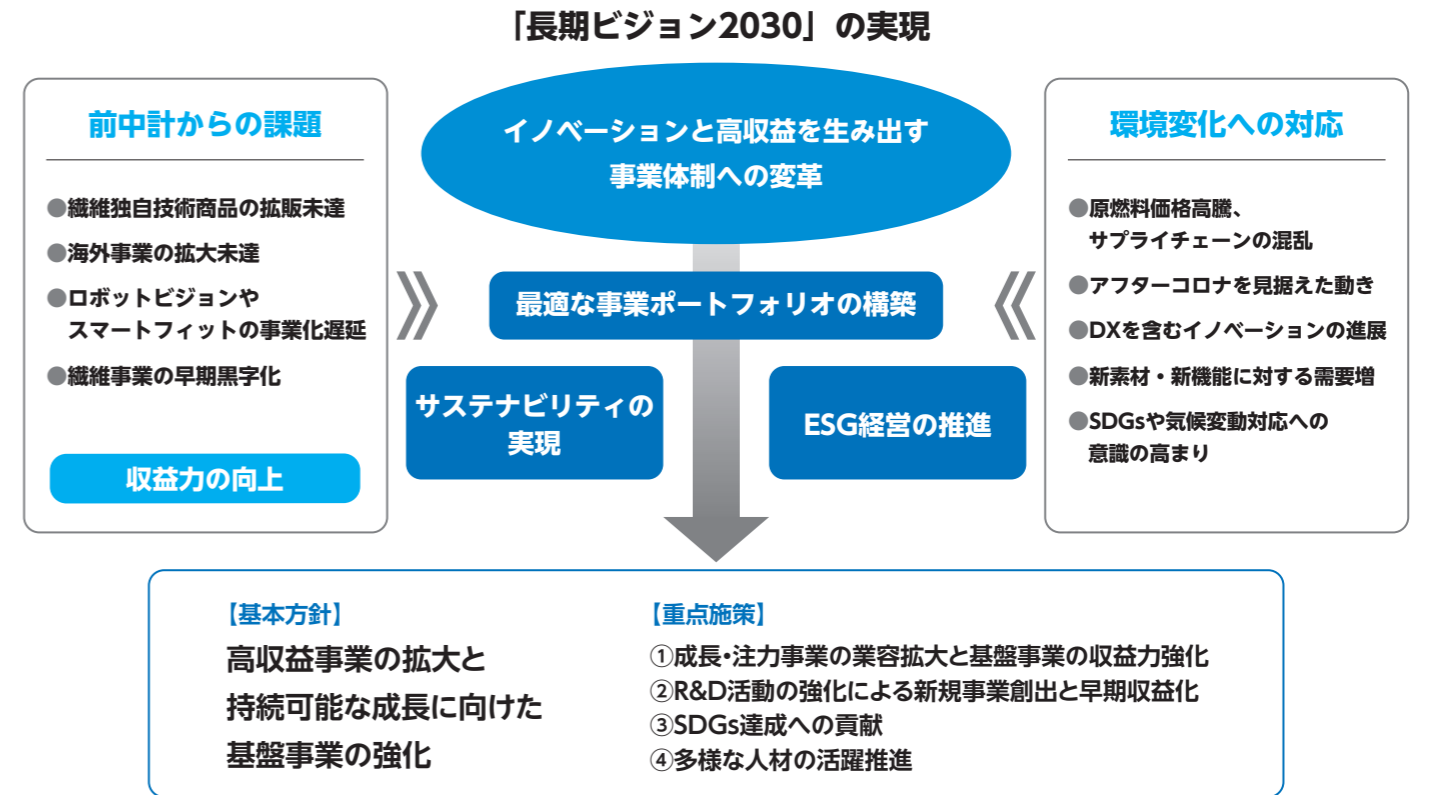 「長期ビジョン2030」の実現
前中計からの課題
●繊維独自技術商品の拡販未達
●海外事業の拡大未達
●ロボットビジョンや
スマートフィットの事業化遅延
●繊維事業の早期黒字化
収益力の向上
イノベーションと高収益を生み出す
事業体制への変革
最適な事業ポートフォリオの構築
サステナビリティの
実現
ESG経営の推進
環境変化への対応
●原燃料価格高騰、
サプライチェーンの混乱
●アフターコロナを見据えた動き
●DXを含むイノベーションの進展
●新素材・新機能に対する需要増
●SDGsや気候変動対応への
意識の高まり
【基本方針】
高収益事業の拡大と
持続可能な成長に向けた
基盤事業の強化
【重点施策】
①成長・注力事業の業容拡大と基盤事業の収益力強化
②R&D活動の強化による新規事業創出と早期収益化
③SDGs達成への貢献
④多様な人材の活躍推進